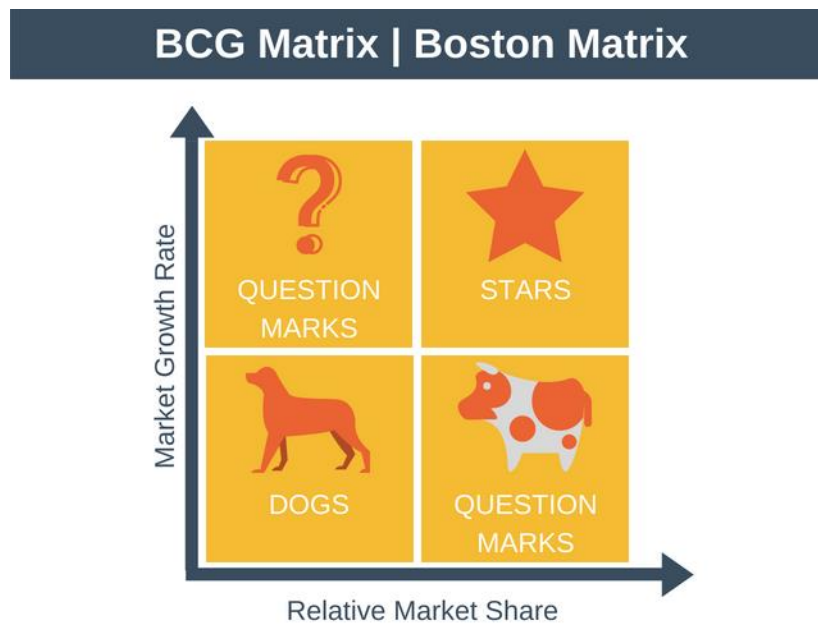 BCG Matrix | Boston Matrix
Market Growth Rate
?
QUESTION
MARKS
STARS
DOGS
QUESTION
MARKS
Relative Market Share